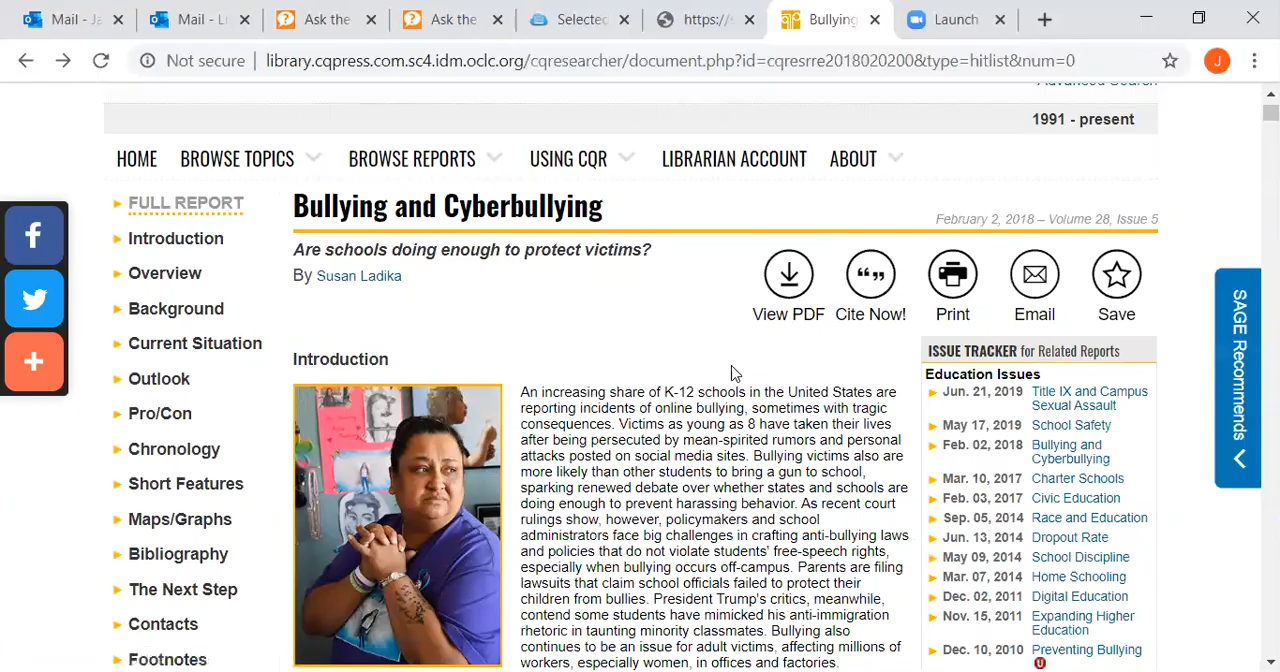 Mail - Ja
Mail - Li
Ask the
Ask the
Selected
https://s
Bullying
Launch
Not secure
library.cqpress.com.sc4.idm.oclc.org/cqresearcher/document.php?id=cqresrre2018020200&type=hitlist&num=0
J
Advanced Search
1991 - present
HOME BROWSE TOPICS BROWSE REPORTS USING CQR LIBRARIAN ACCOUNT ABOUT
FULL REPORT
Introduction
Overview
Background
Current Situation
Outlook
Pro/Con
Chronology
Short Features
Maps/Graphs
Bibliography
The Next Step
Contacts
Footnotes
Bullying and Cyberbullying
February 2, 2018 – Volume 28, Issue 5
Are schools doing enough to protect victims?
By Susan Ladika
View PDF Cite Now! Print Email Save
Introduction
An increasing share of K-12 schools in the United States are
reporting incidents of online bullying, sometimes with tragic
consequences. Victims as young as 8 have taken their lives
after being persecuted by mean-spirited rumors and personal
attacks posted on social media sites. Bullying victims also are
more likely than other students to bring a gun to school,
sparking renewed debate over whether states and schools are
doing enough to prevent harassing behavior. As recent court
rulings show, however, policymakers and school
administrators face big challenges in crafting anti-bullying laws
and policies that do not violate students' free-speech rights,
especially when bullying occurs off-campus. Parents are filing
lawsuits that claim school officials failed to protect their
children from bullies. President Trump's critics, meanwhile,
contend some students have mimicked his anti-immigration
rhetoric in taunting minority classmates. Bullying also
continues to be an issue for adult victims, affecting millions of
workers, especially women, in offices and factories.
ISSUE TRACKER for Related Reports
Education Issues
Jun. 21, 2019 Title IX and Campus
Sexual Assault
May 17, 2019 School Safety
Feb. 02, 2018 Bullying and
Cyberbullying
Mar. 10, 2017 Charter Schools
Feb. 03, 2017 Civic Education
Sep. 05, 2014 Race and Education
Jun. 13, 2014 Dropout Rate
May 09, 2014 School Discipline
Mar. 07, 2014 Home Schooling
Dec. 02, 2011 Digital Education
Nov. 15, 2011 Expanding Higher
Education
Dec. 10, 2010 Preventing Bullying
U
SAGE Recommends